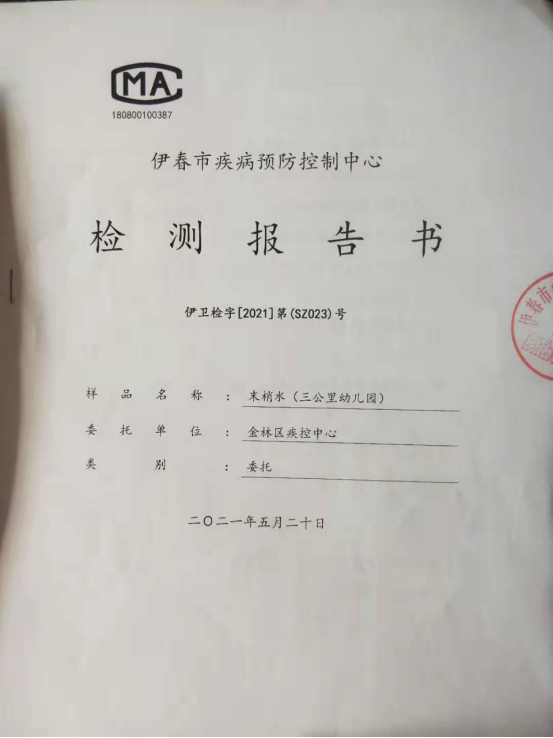 CMA
180800100387
伊春市疾病预防控制中心
检测报告书
伊卫检字[2021]第(SZ023)号
样品名称：末梢水（三公里幼儿园）
委托单位：金林区疾控中心
类别：委托
二〇二一年五月二十日
伊春市